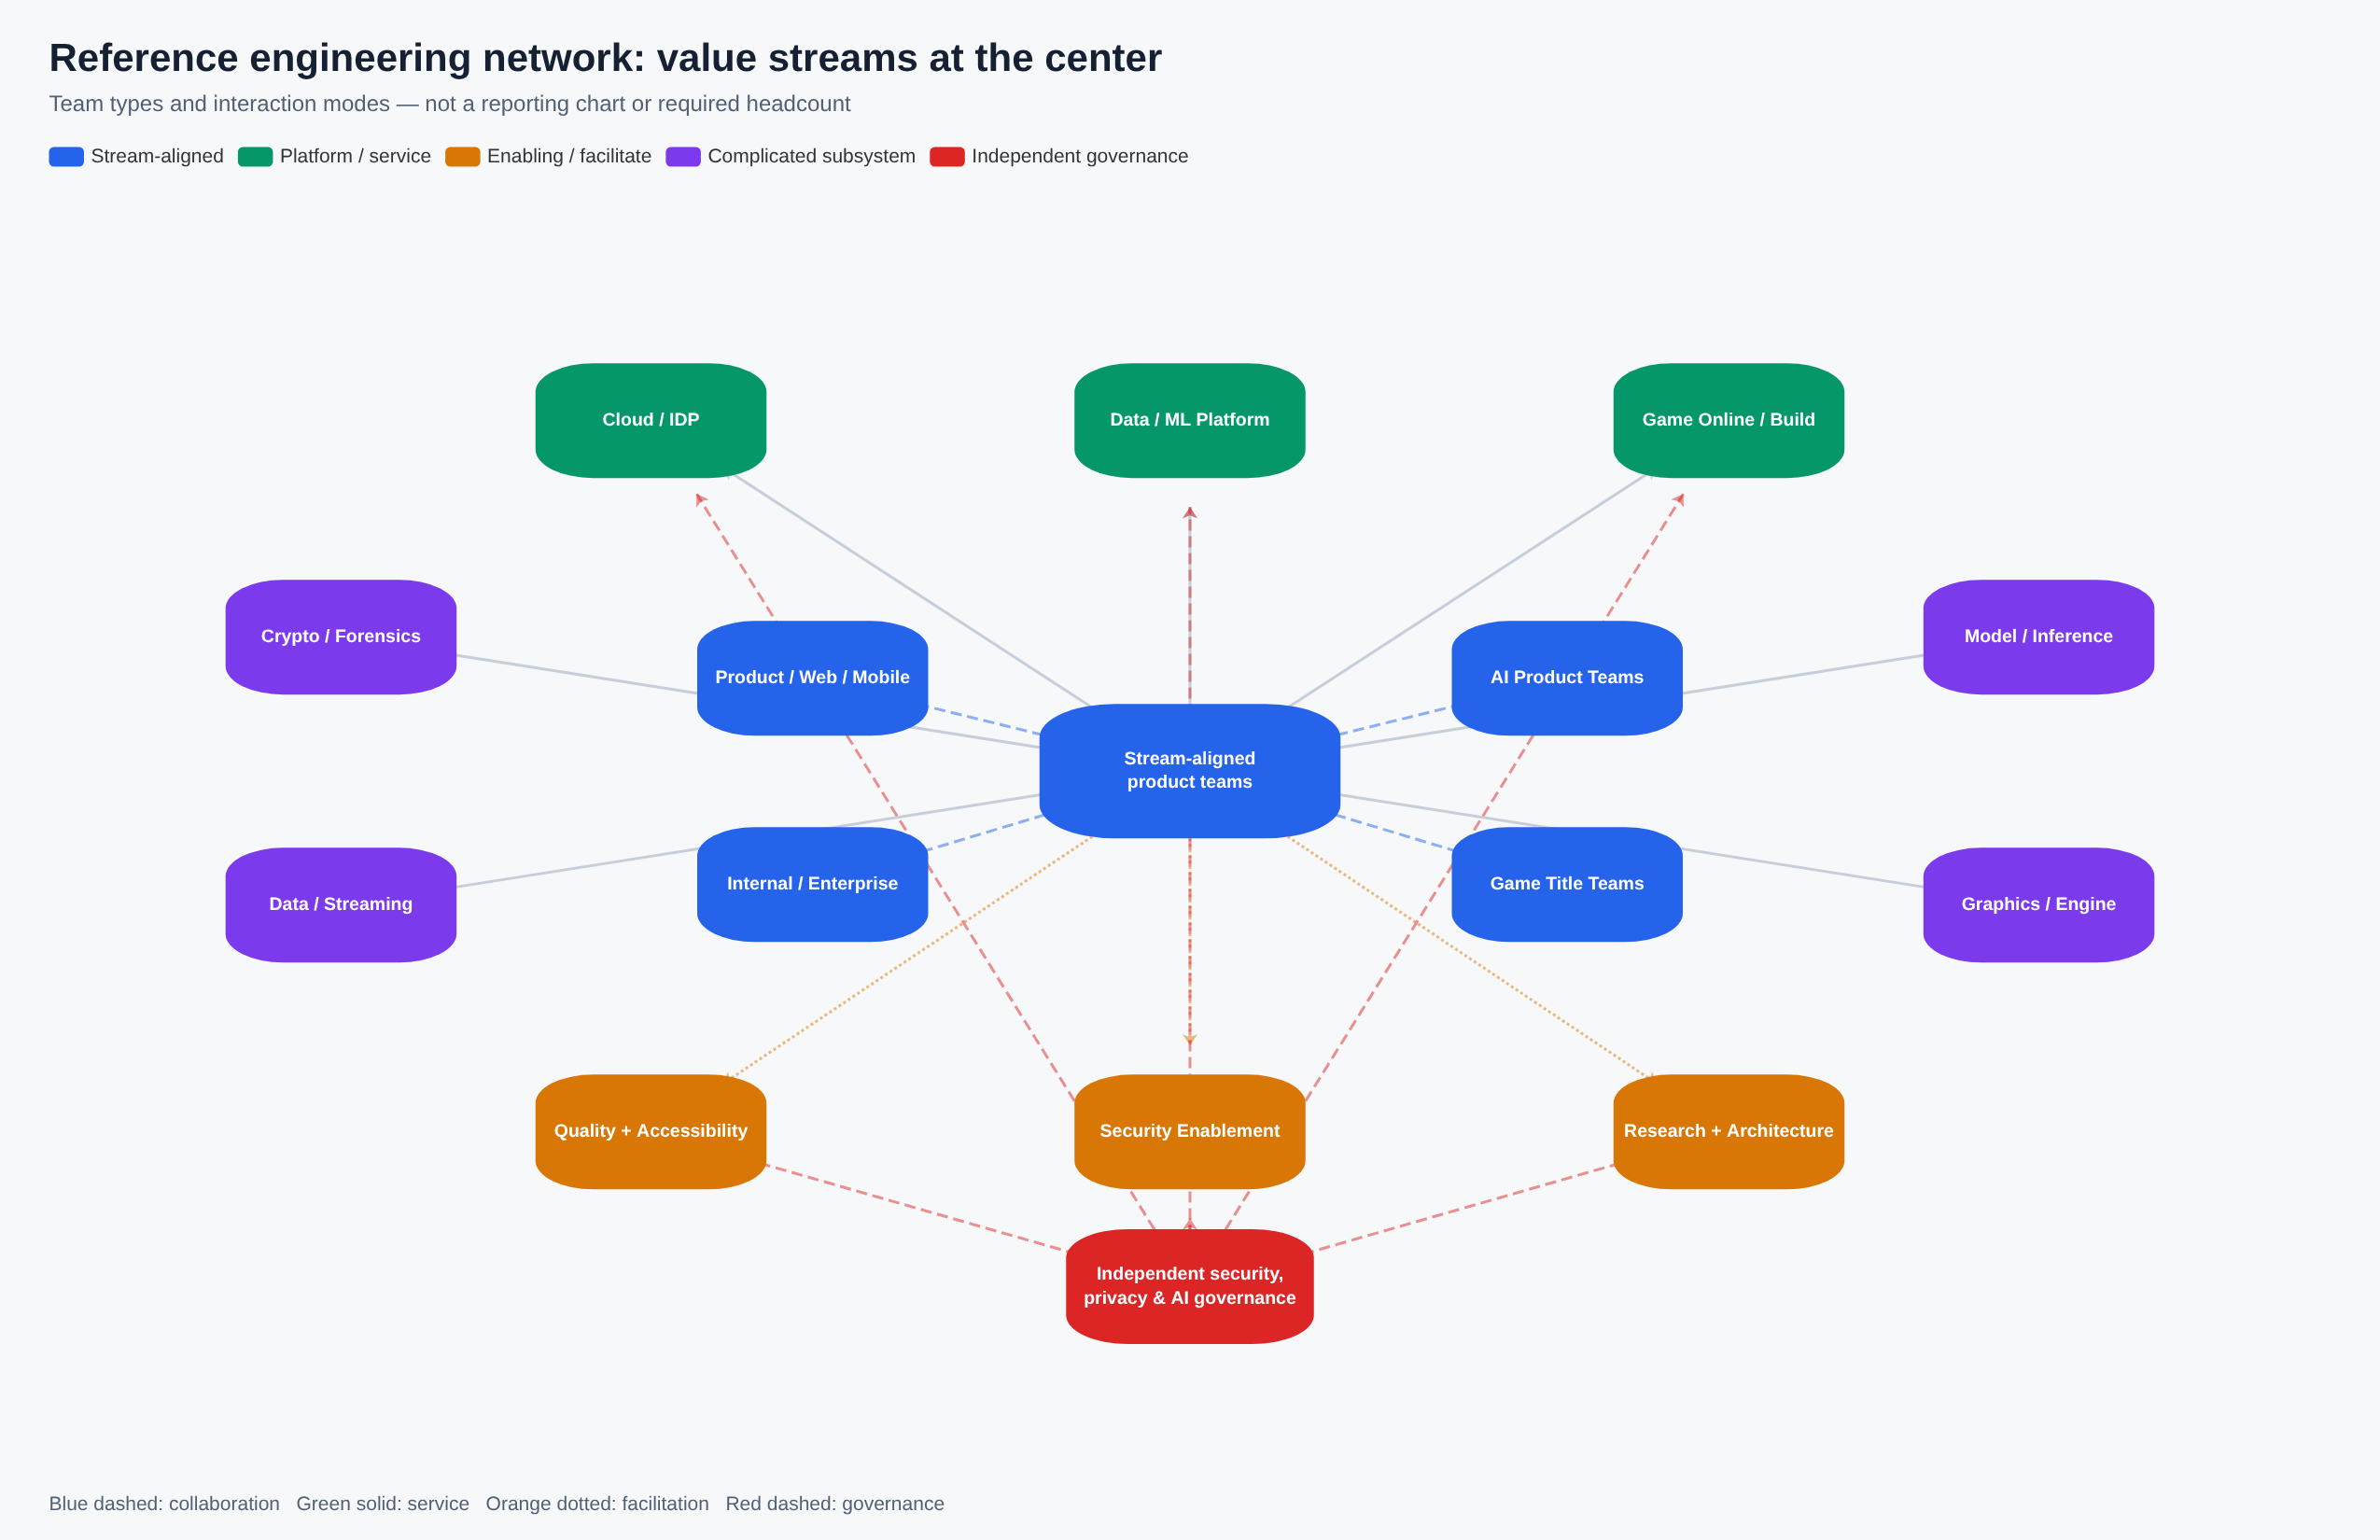 Reference engineering network: value streams at the center
Team types and interaction modes — not a reporting chart or required headcount
Stream-aligned
Platform / service
Enabling / facilitate
Complicated subsystem
Independent governance
Cloud / IDP
Data / ML Platform
Game Online / Build
Crypto / Forensics
Model / Inference
Product / Web / Mobile
AI Product Teams
Stream-aligned
product teams
Internal / Enterprise
Game Title Teams
Data / Streaming
Graphics / Engine
Quality + Accessibility
Security Enablement
Research + Architecture
Independent security,
privacy & AI governance
Blue dashed: collaboration   Green solid: service   Orange dotted: facilitation   Red dashed: governance